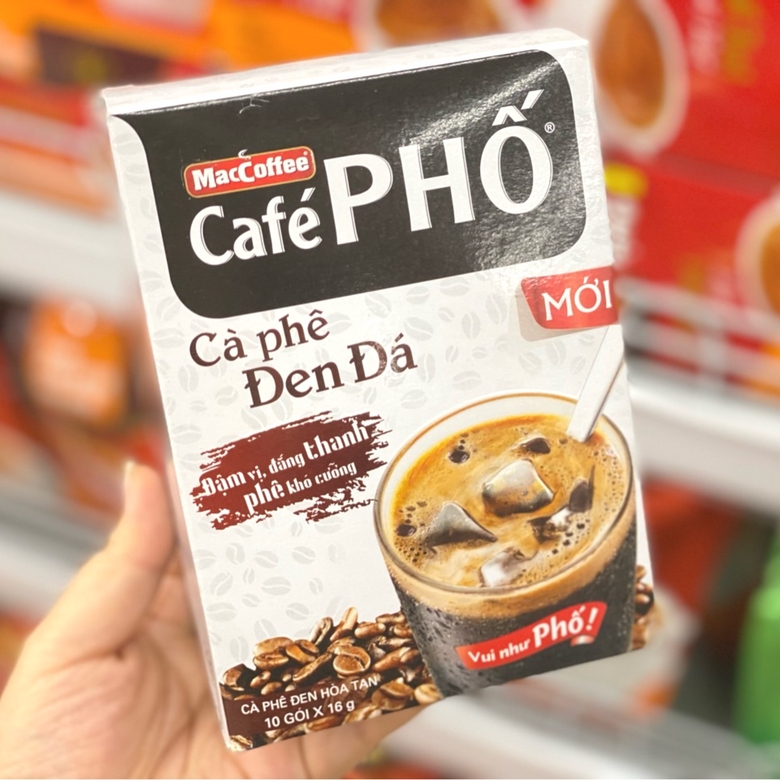 MacCoffee®
Café PHỐ®
MỚI
Cà phê
Đen Đá
Đậm vị, đắng thanh
phê khó cưỡng
Vui như Phố!
CÀ PHÊ ĐEN HÒA TAN
10 GÓI X 16 g